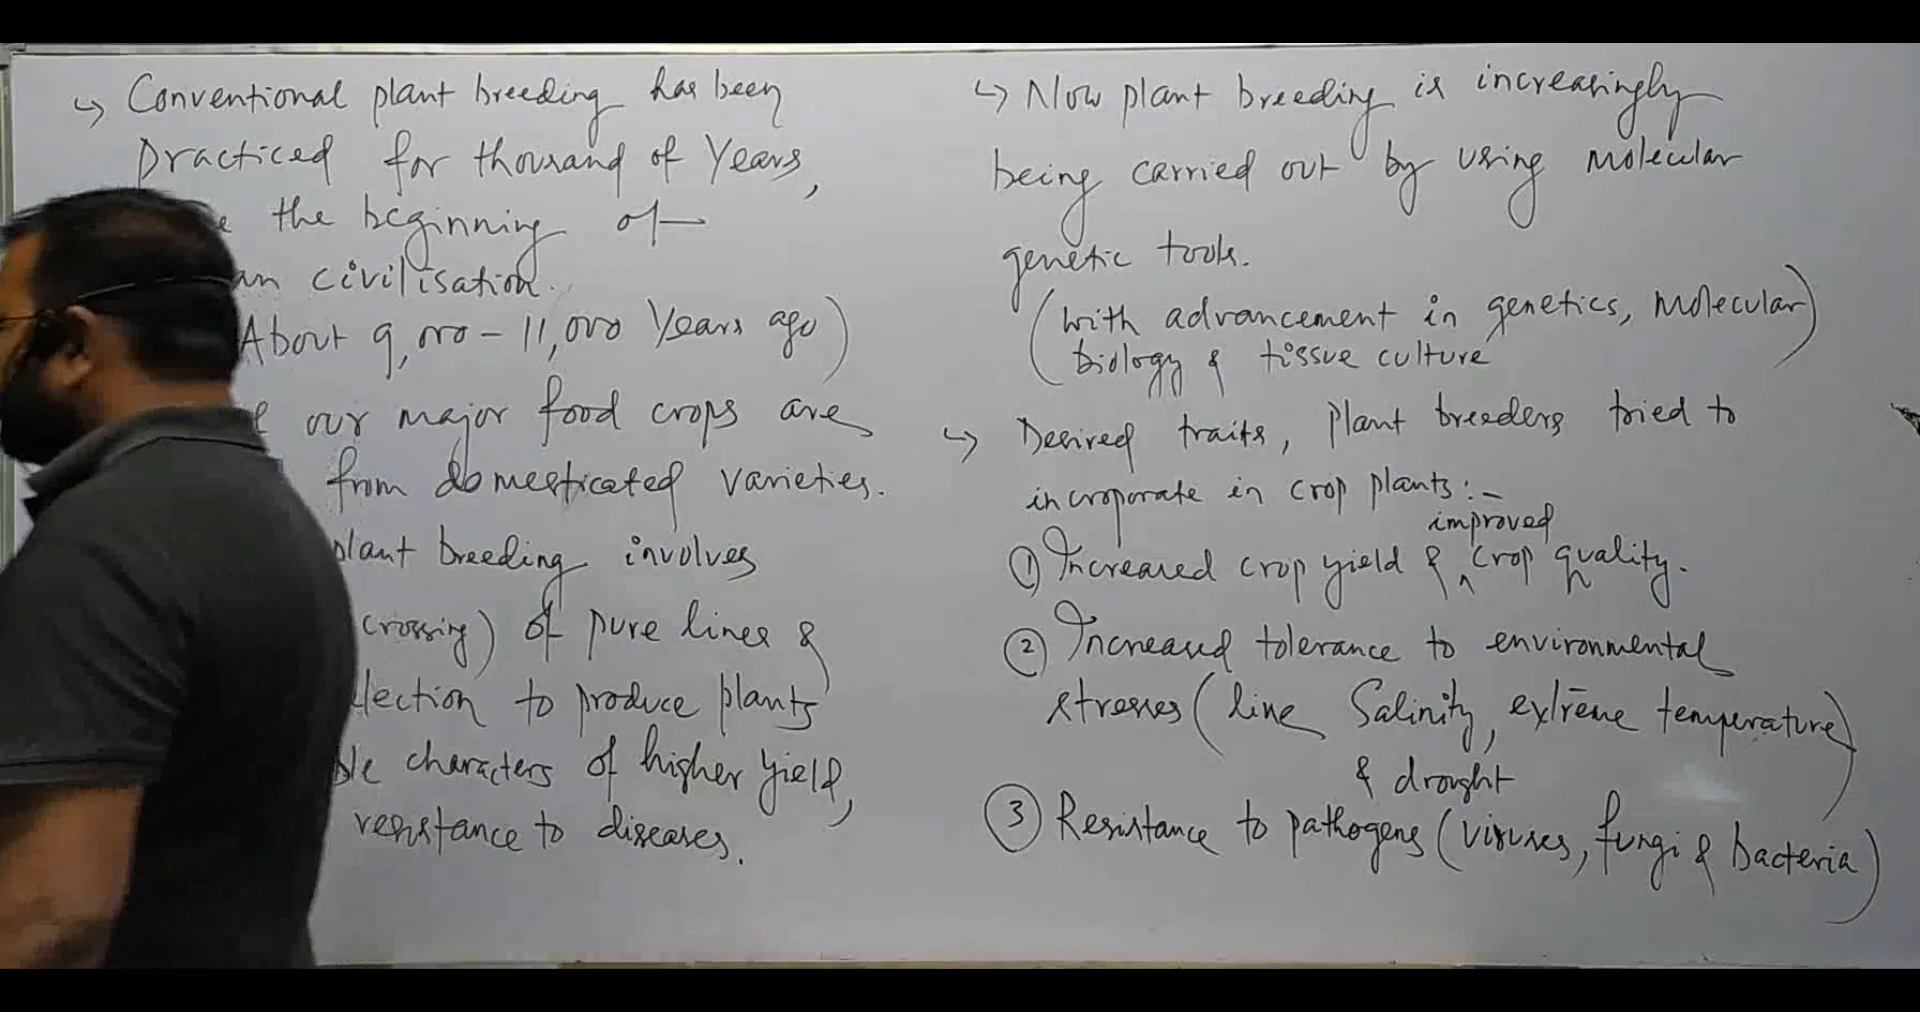 ↳ Conventional plant breeding has been
practiced for thousand of years,
the beginning of
civilisation.
About 9,000 - 11,000 years ago)
our major food crops are
from domesticated varieties.
plant breeding involves
crossing) of pure lines &
lection to produce plants
ble characters of higher yield,
resistance to diseases.
↳ Now plant breeding is increasingly
being carried out by using molecular
genetic tools.
(with advancement in genetics, molecular)
biology & tissue culture
↳ Desired traits, plant breeders tried to
incroporate in crop plants :-
improved
① Increased crop yield & ^ crop quality.
② Increased tolerance to environmental
stresses (like Salinity, extreme temperature)
& drought
③ Resistance to pathogens (viruses, fungi & bacteria)